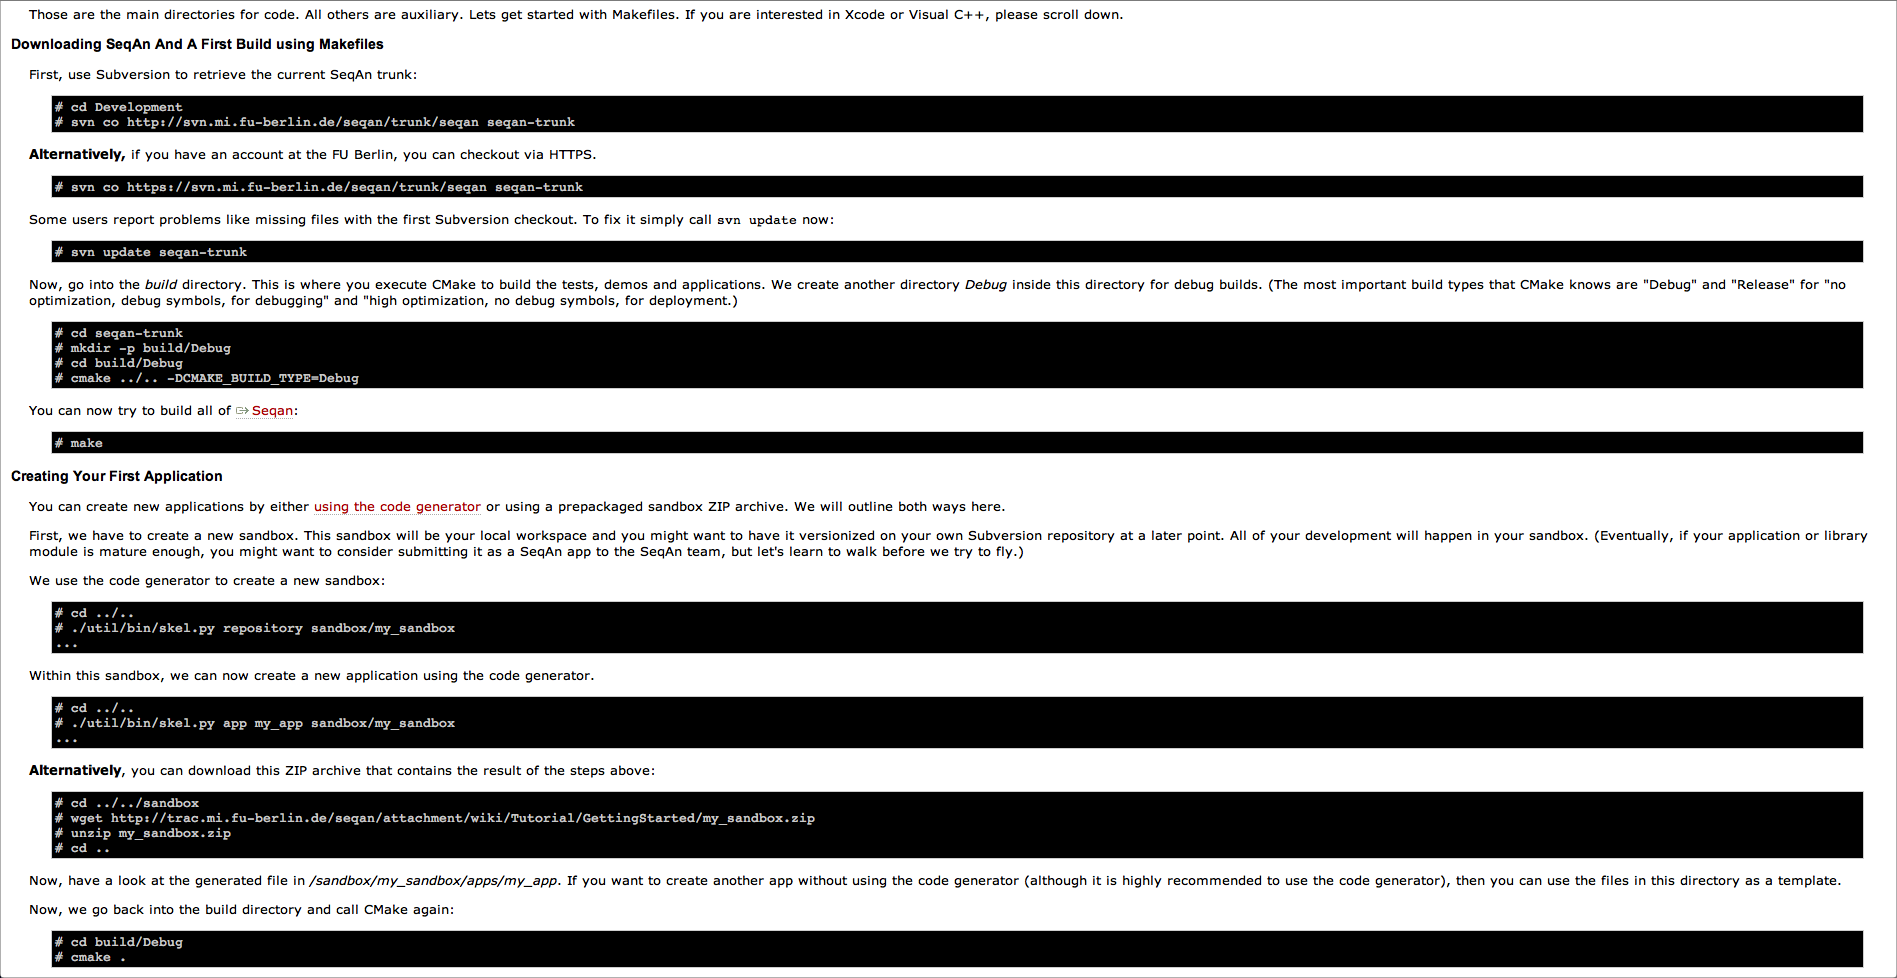 Those are the main directories for code. All others are auxiliary. Lets get started with Makefiles. If you are interested in Xcode or Visual C++, please scroll down.
Downloading SeqAn And A First Build using Makefiles
First, use Subversion to retrieve the current SeqAn trunk:
# cd Development
# svn co http://svn.mi.fu-berlin.de/seqan/trunk/seqan seqan-trunk
Alternatively, if you have an account at the FU Berlin, you can checkout via HTTPS.
# svn co https://svn.mi.fu-berlin.de/seqan/trunk/seqan seqan-trunk
Some users report problems like missing files with the first Subversion checkout. To fix it simply call svn update now:
# svn update seqan-trunk
Now, go into the build directory. This is where you execute CMake to build the tests, demos and applications. We create another directory Debug inside this directory for debug builds. (The most important build types that CMake knows are "Debug" and "Release" for "no
optimization, debug symbols, for debugging" and "high optimization, no debug symbols, for deployment.)
# cd seqan-trunk
# mkdir -p build/Debug
# cd build/Debug
# cmake ../.. -DCMAKE_BUILD_TYPE=Debug
You can now try to build all of Seqan:
# make
Creating Your First Application
You can create new applications by either using the code generator or using a prepackaged sandbox ZIP archive. We will outline both ways here.
First, we have to create a new sandbox. This sandbox will be your local workspace and you might want to have it versionized on your own Subversion repository at a later point. All of your development will happen in your sandbox. (Eventually, if your application or library
module is mature enough, you might want to consider submitting it as a SeqAn app to the SeqAn team, but let's learn to walk before we try to fly.)
We use the code generator to create a new sandbox:
# cd ../..
# ./util/bin/skel.py repository sandbox/my_sandbox
...
Within this sandbox, we can now create a new application using the code generator.
# cd ../..
# ./util/bin/skel.py app my_app sandbox/my_sandbox
...
Alternatively, you can download this ZIP archive that contains the result of the steps above:
# cd ../../sandbox
# wget http://trac.mi.fu-berlin.de/seqan/attachment/wiki/Tutorial/GettingStarted/my_sandbox.zip
# unzip my_sandbox.zip
# cd ..
Now, have a look at the generated file in /sandbox/my_sandbox/apps/my_app. If you want to create another app without using the code generator (although it is highly recommended to use the code generator), then you can use the files in this directory as a template.
Now, we go back into the build directory and call CMake again:
# cd build/Debug
# cmake .